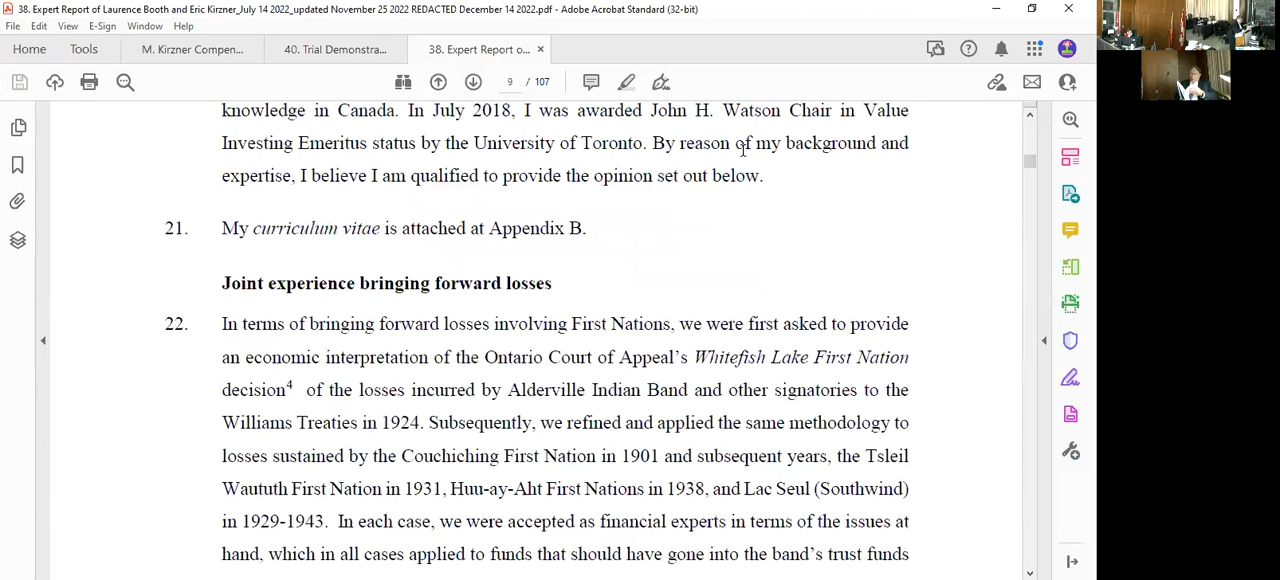 38. Expert Report of Laurence Booth and Eric Kirzner_July 14 2022_updated November 25 2022 REDACTED December 14 2022.pdf - Adobe Acrobat Standard (32-bit)
File Edit View E-Sign Window Help
Home Tools M. Kirzner Compen... 40. Trial Demonstra... 38. Expert Report o... ×
9 / 107
knowledge in Canada. In July 2018, I was awarded John H. Watson Chair in Value
Investing Emeritus status by the University of Toronto. By reason of my background and
expertise, I believe I am qualified to provide the opinion set out below.
21. My curriculum vitae is attached at Appendix B.
Joint experience bringing forward losses
22. In terms of bringing forward losses involving First Nations, we were first asked to provide
an economic interpretation of the Ontario Court of Appeal’s Whitefish Lake First Nation
decision4 of the losses incurred by Alderville Indian Band and other signatories to the
Williams Treaties in 1924. Subsequently, we refined and applied the same methodology to
losses sustained by the Couchiching First Nation in 1901 and subsequent years, the Tsleil
Waututh First Nation in 1931, Huu-ay-Aht First Nations in 1938, and Lac Seul (Southwind)
in 1929-1943. In each case, we were accepted as financial experts in terms of the issues at
hand, which in all cases applied to funds that should have gone into the band’s trust funds